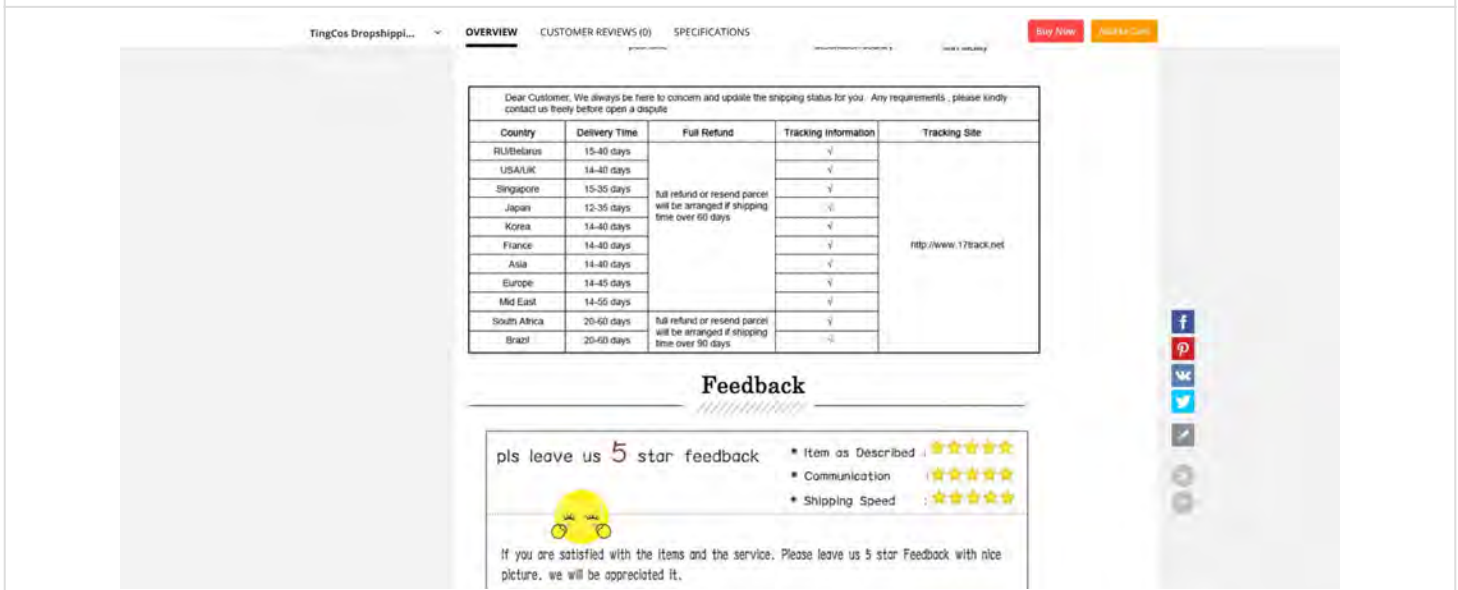 TingCos Dropshippi...
OVERVIEW CUSTOMER REVIEWS (0) SPECIFICATIONS
Buy Now Add to Cart
Dear Customer, We always be here to concern and update the shipping status for you. Any requirements , please kindly
contact us freely before open a dispute
Country Delivery Time Full Refund Tracking Information Tracking Site
RU/Belarus 15-40 days √
USA/UK 14-40 days √
Singapore 15-35 days √
Japan 12-35 days √
Korea 14-40 days √
France 14-40 days √
Asia 14-40 days √
Europe 14-45 days √
Mid East 14-55 days √
full refund or resend parcel
will be arranged if shipping
time over 60 days
http://www.17track.net
South Africa 20-60 days √
Brazil 20-60 days √
full refund or resend parcel
will be arranged if shipping
time over 90 days
Feedback
pls leave us 5 star feedback
* Item as Described :
* Communication :
* Shipping Speed :
If you are satisfied with the items and the service. Please leave us 5 star Feedback with nice
picture. we will be appreciated it.